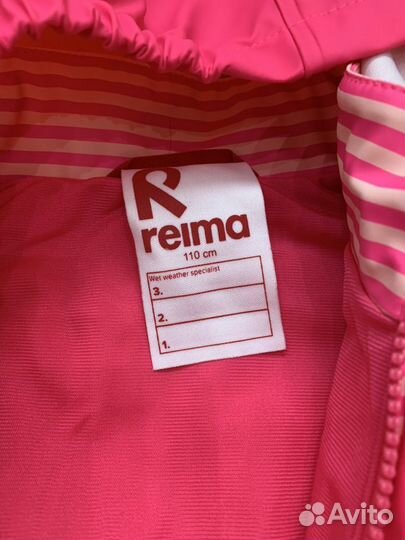 reima
110 cm
Wet weather specialist
3.
2.
1.
Avito